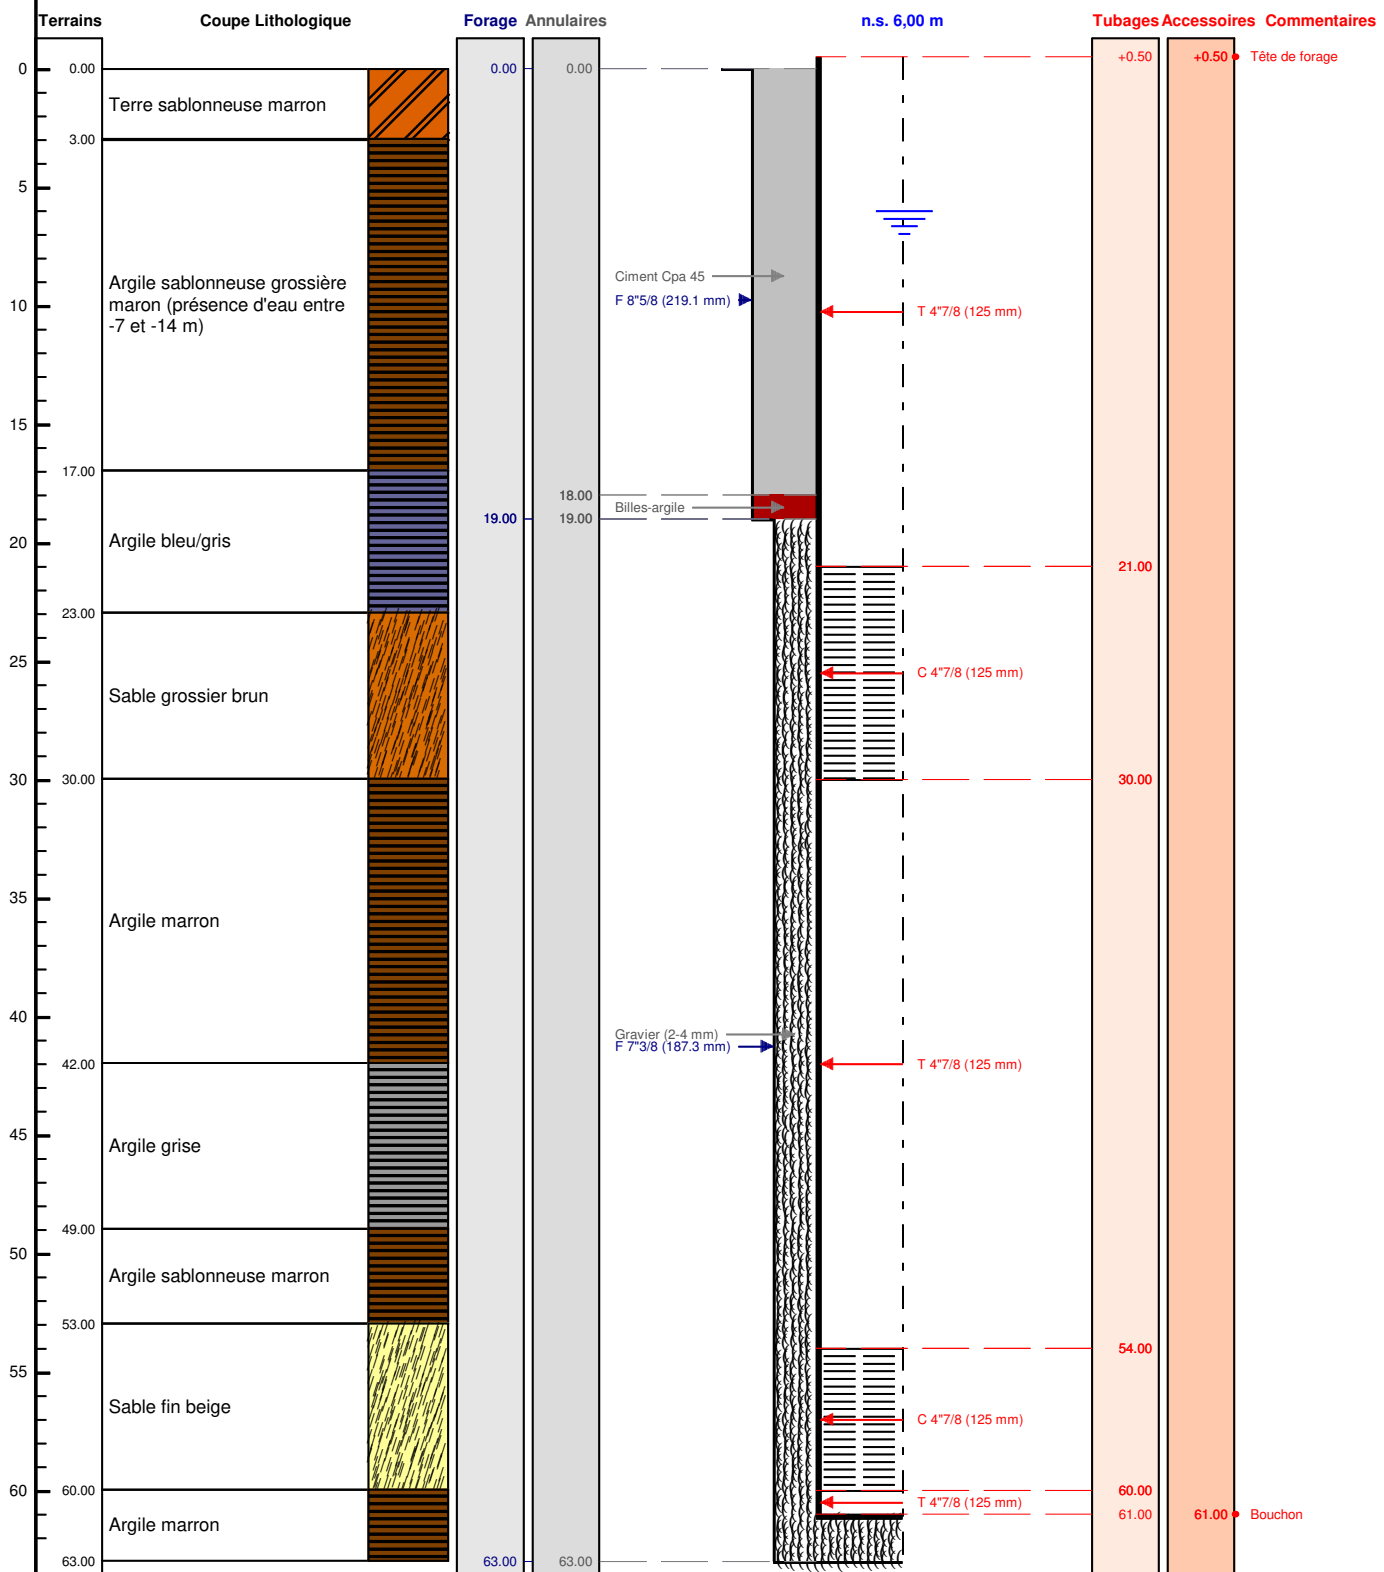 Terrains Coupe Lithologique Forage Annulaires n.s. 6,00 m Tubages Accessoires Commentaires
+0.50 +0.50 Tête de forage
0 0.00 0.00 0.00
Terre sablonneuse marron
3.00
5
Argile sablonneuse grossière
maron (présence d'eau entre
-7 et -14 m)
Ciment Cpa 45
F 8"5/8 (219.1 mm)
10
T 4"7/8 (125 mm)
15
17.00
18.00
Billes-argile
19.00 19.00
Argile bleu/gris
20
21.00
23.00
25
C 4"7/8 (125 mm)
Sable grossier brun
30 30.00 30.00
35
Argile marron
40
Gravier (2-4 mm)
F 7"3/8 (187.3 mm)
42.00
T 4"7/8 (125 mm)
45
Argile grise
49.00
50
Argile sablonneuse marron
53.00
54.00
55
Sable fin beige
C 4"7/8 (125 mm)
60 60.00 60.00
T 4"7/8 (125 mm)
61.00 61.00 Bouchon
Argile marron
63.00 63.00 63.00